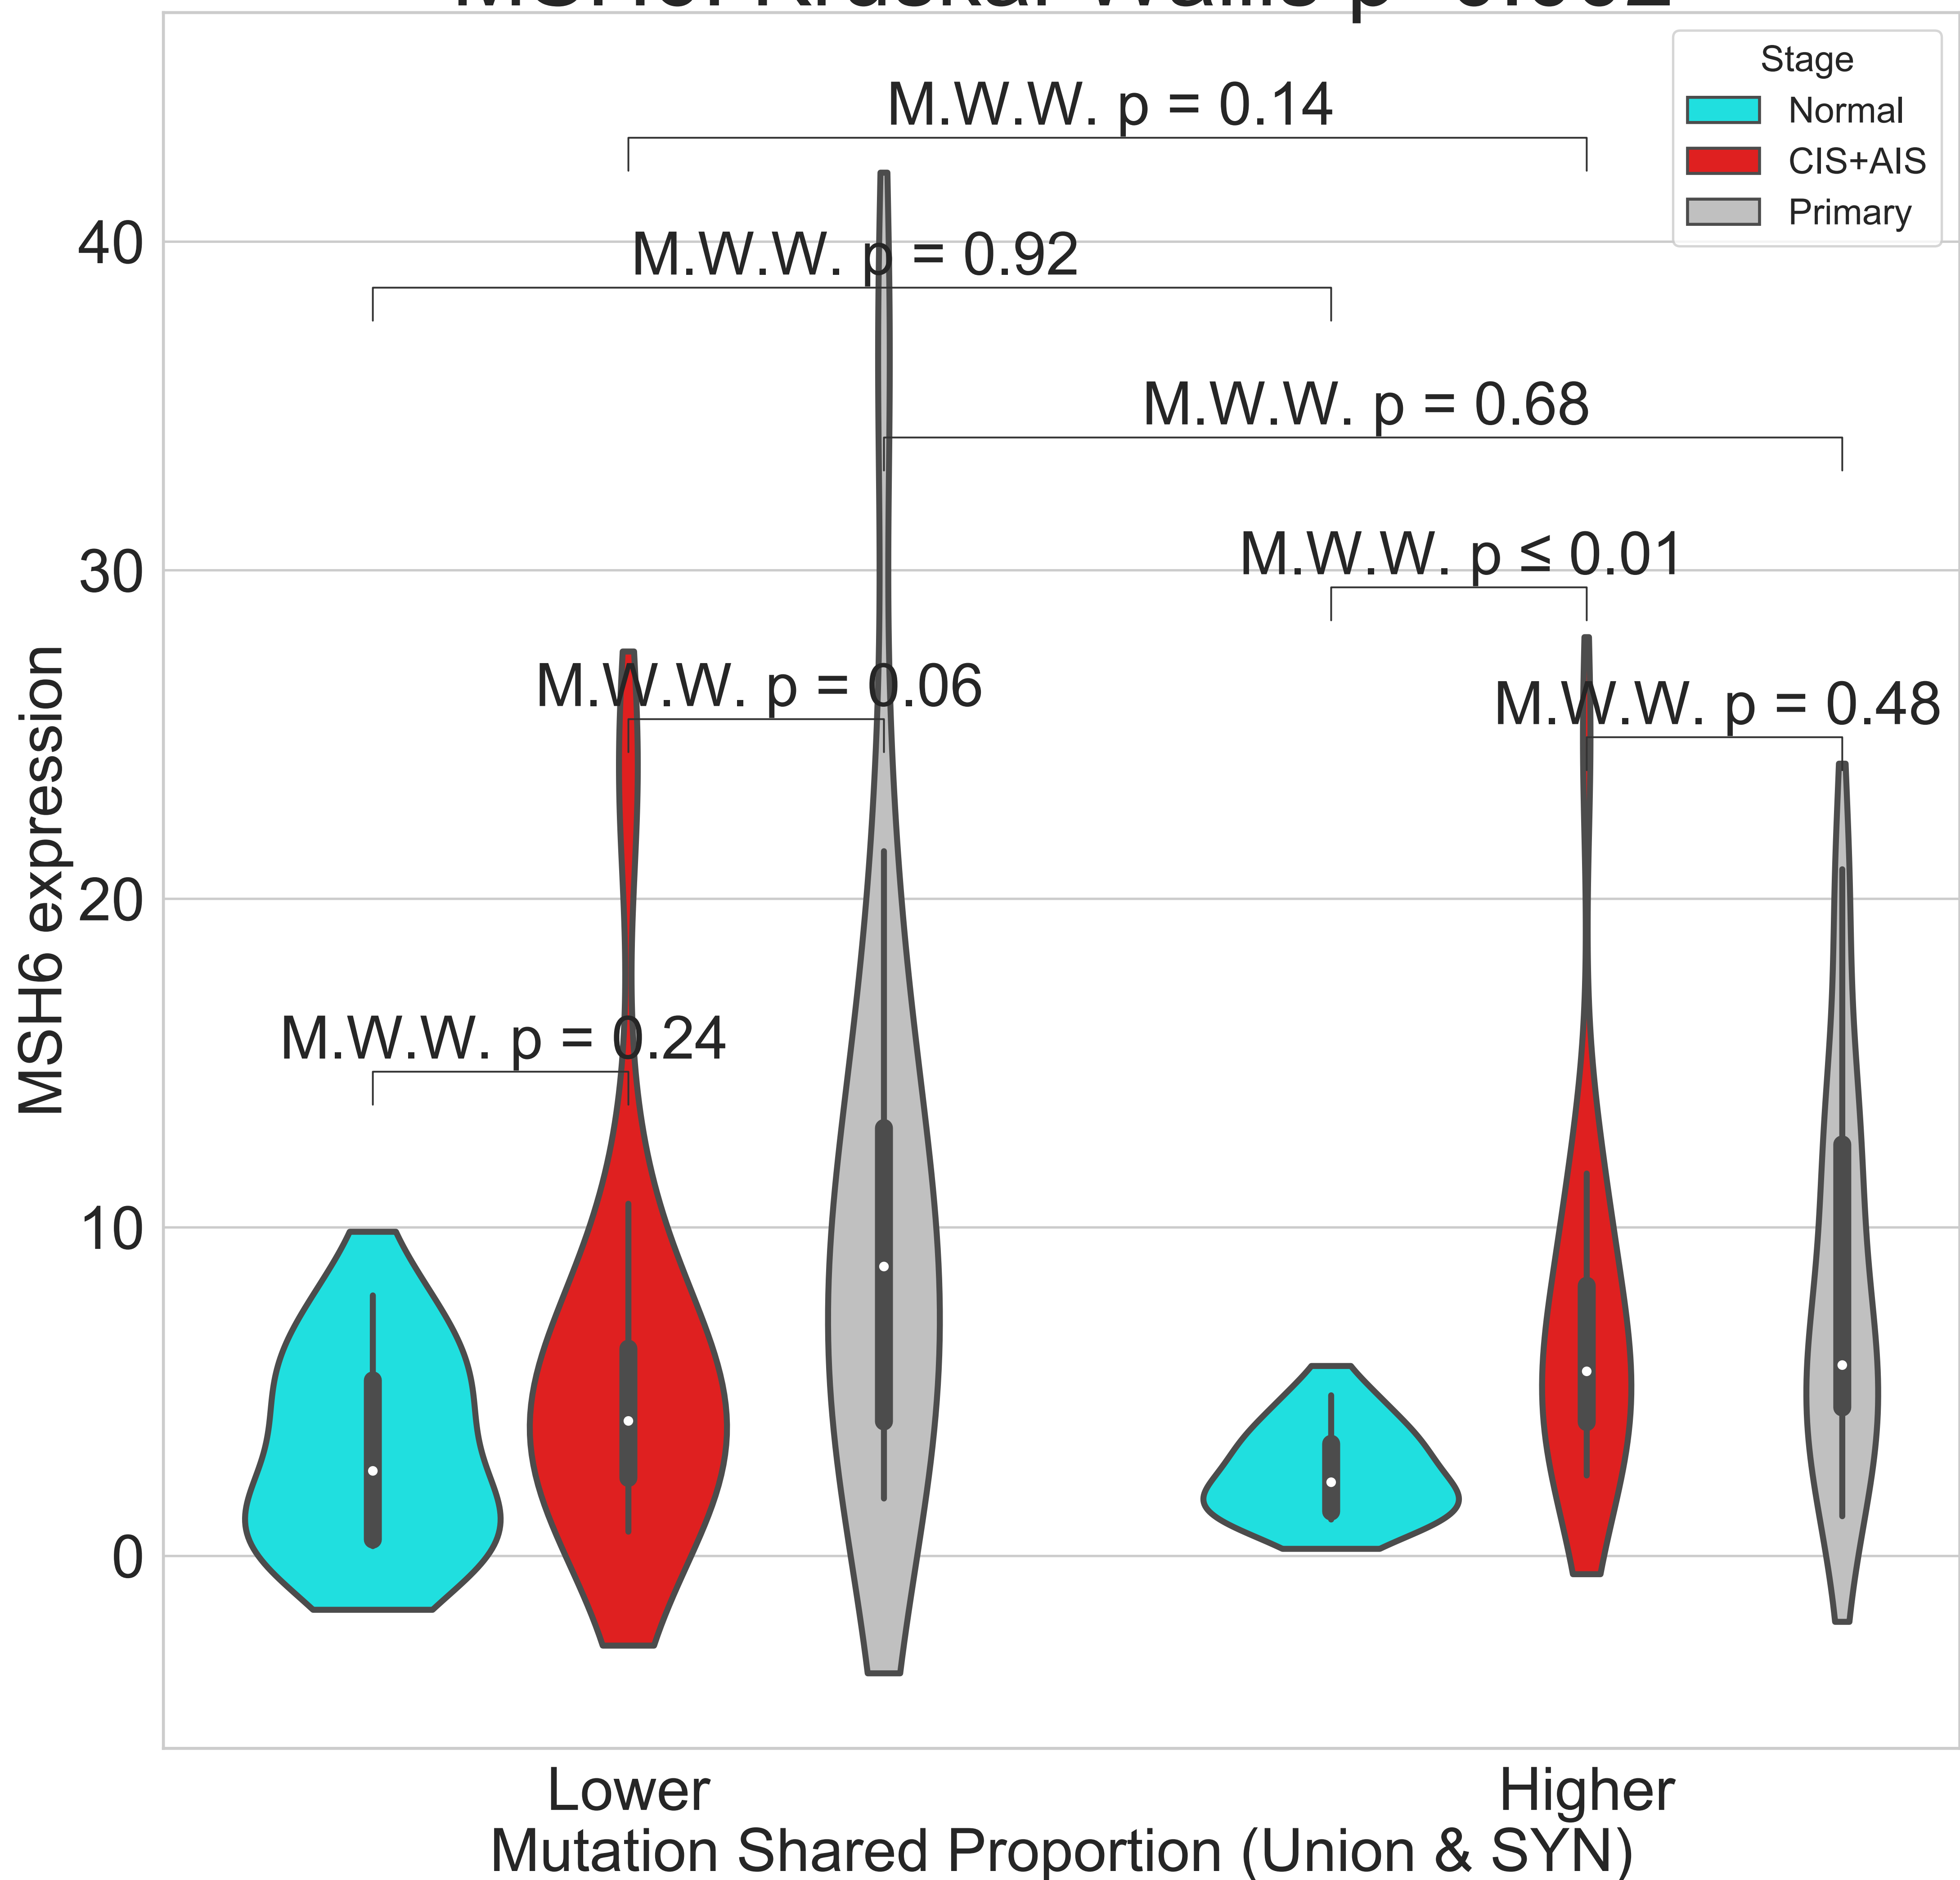 Stage
Normal
CIS+AIS
Primary
M.W.W. p = 0.14
M.W.W. p = 0.92
M.W.W. p = 0.68
M.W.W. p ≤ 0.01
M.W.W. p = 0.06
M.W.W. p = 0.48
M.W.W. p = 0.24
40
30
20
10
0
MSH6 expression
Lower
Higher
Mutation Shared Proportion (Union & SYN)